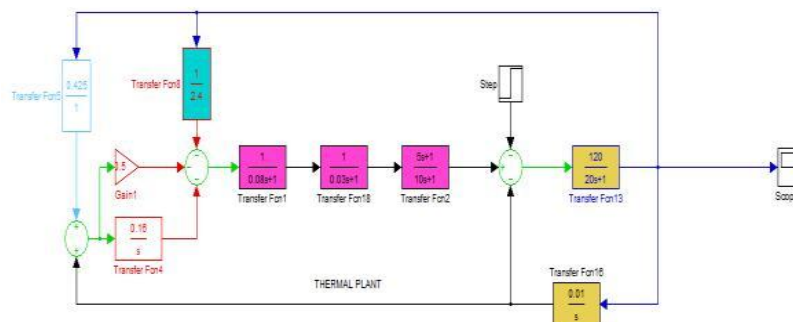 0.425
1
Transfer Fcn5
1
2.4
Transfer Fcn8
Step
Gain1
1
0.08s+1
Transfer Fcn1
1
0.03s+1
Transfer Fcn18
5s+1
10s+1
Transfer Fcn2
120
20s+1
Transfer Fcn13
Scop
0.16
s
Transfer Fcn4
THERMAL PLANT
Transfer Fcn16
0.01
s